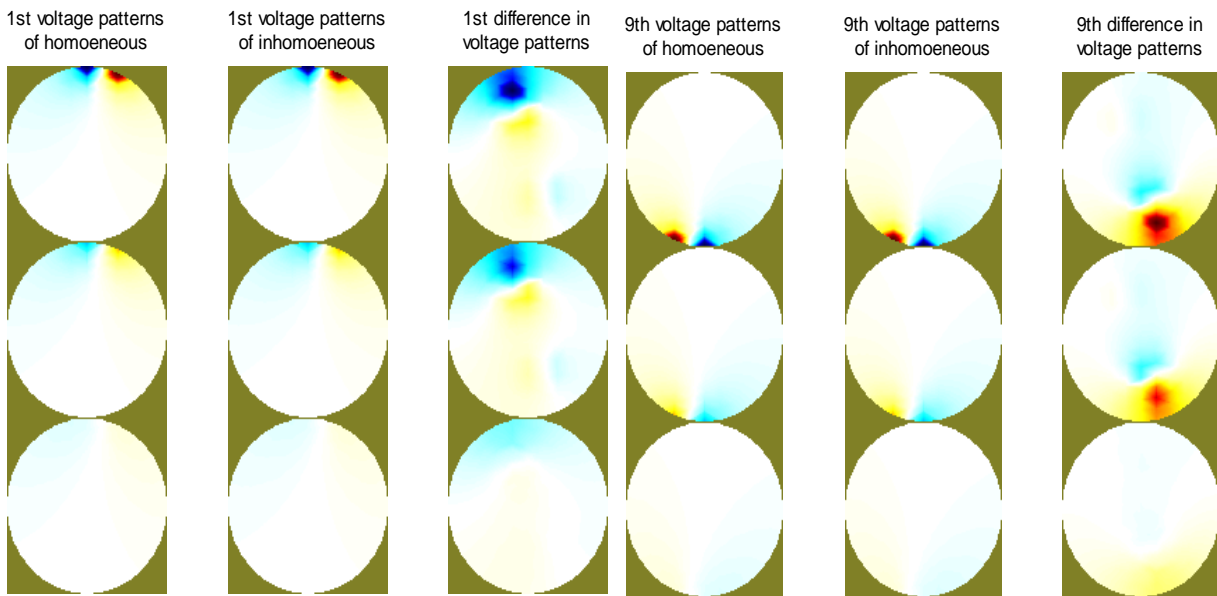 1st voltage patterns
of homoeneous
1st voltage patterns
of inhomoeneous
1st difference in
voltage patterns
9th voltage patterns
of homoeneous
9th voltage patterns
of inhomoeneous
9th difference in
voltage patterns